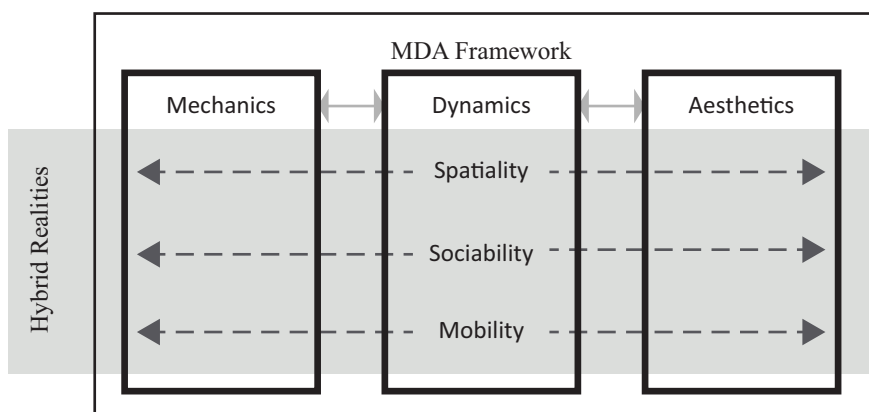 MDA Framework
Mechanics
Dynamics
Aesthetics
Hybrid Realities
Spatiality
Sociability
Mobility